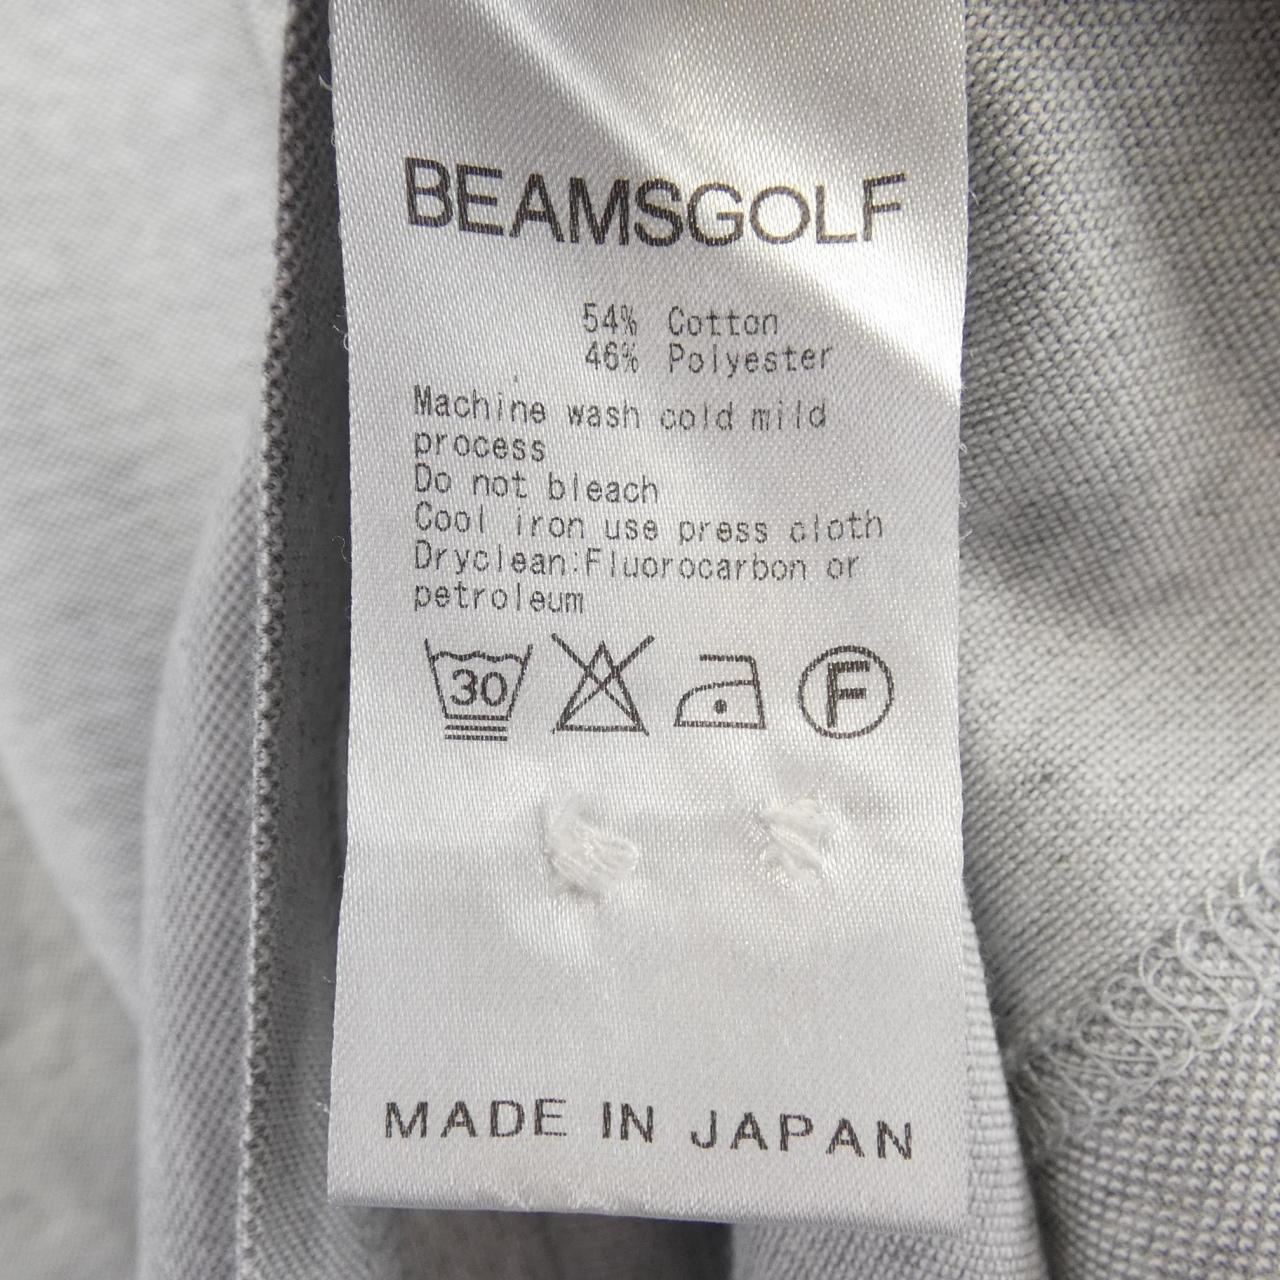 BEAMSGOLF
54% Cotton
46% Polyester
Machine wash cold mild
process
Do not bleach
Cool iron use press cloth
Dryclean:Fluorocarbon or
petroleum
30 F
MADE IN JAPAN